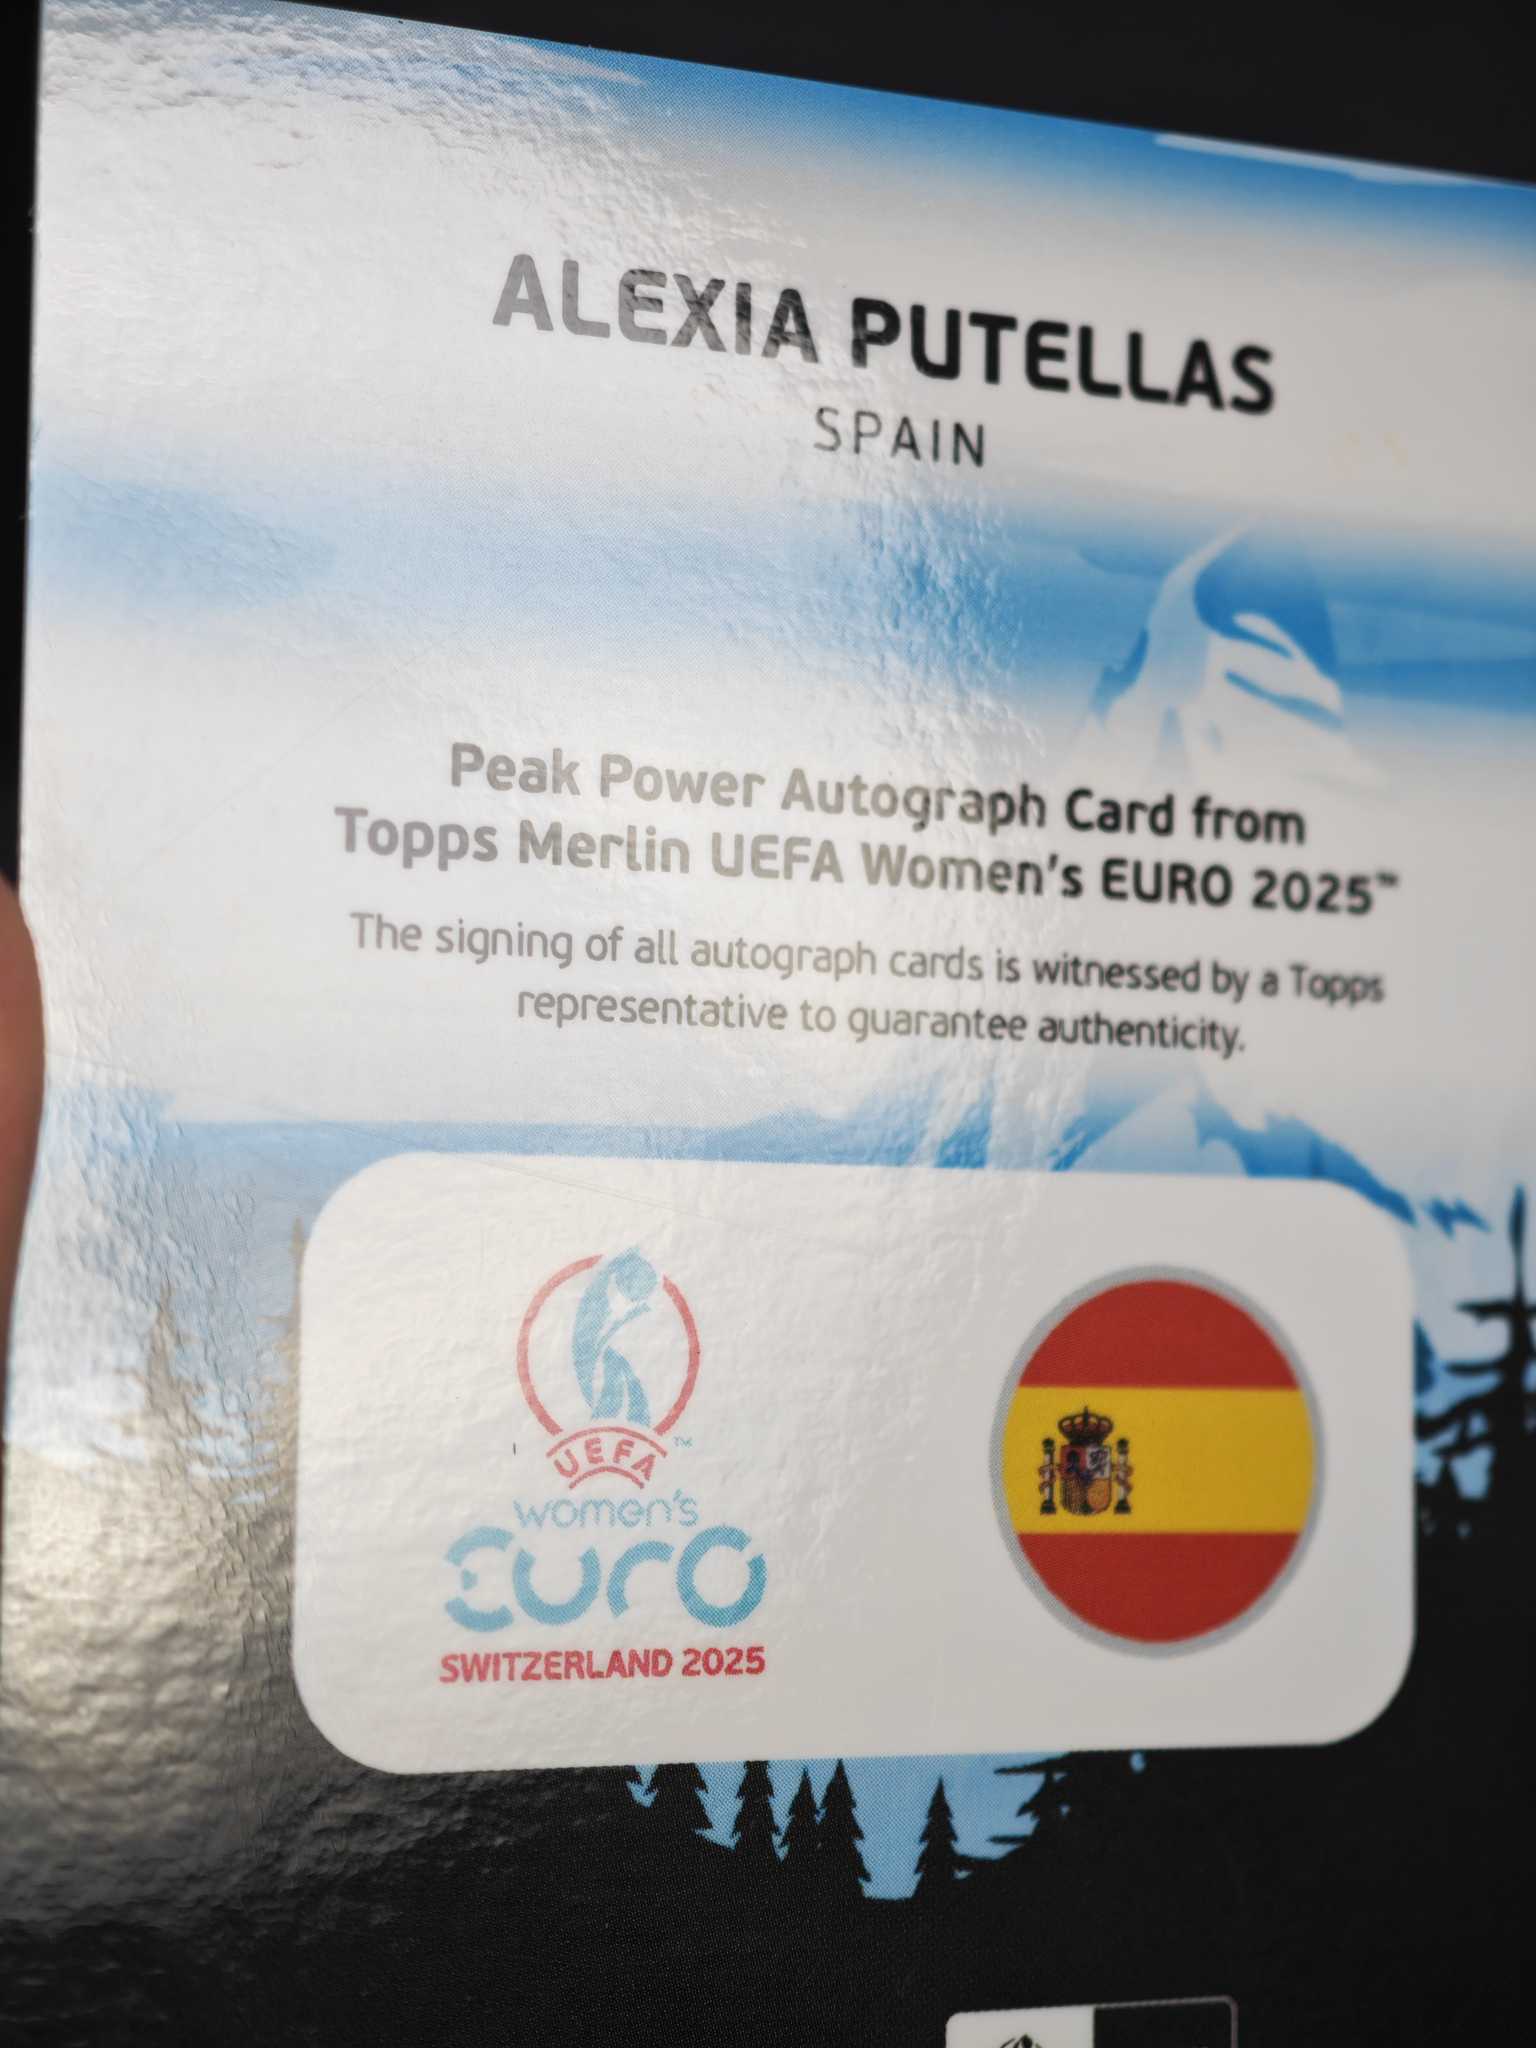 ALEXIA PUTELLAS
SPAIN
Peak Power Autograph Card from
Topps Merlin UEFA Women's EURO 2025™
The signing of all autograph cards is witnessed by a Topps
representative to guarantee authenticity.
UEFA™
women's
Euro
SWITZERLAND 2025